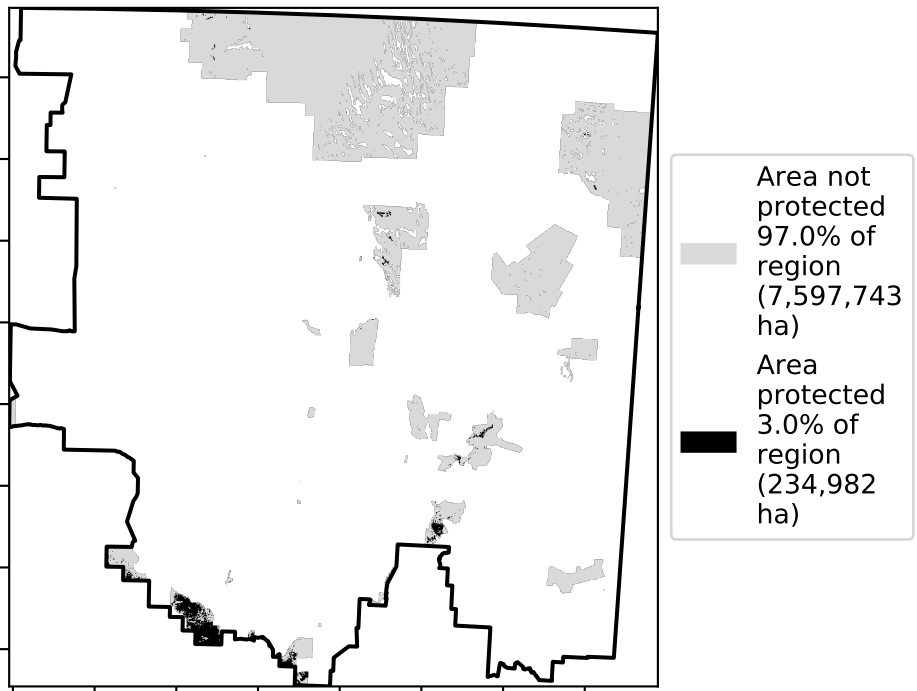 Area not
protected
97.0% of
region
(7,597,743
ha)
Area
protected
3.0% of
region
(234,982
ha)